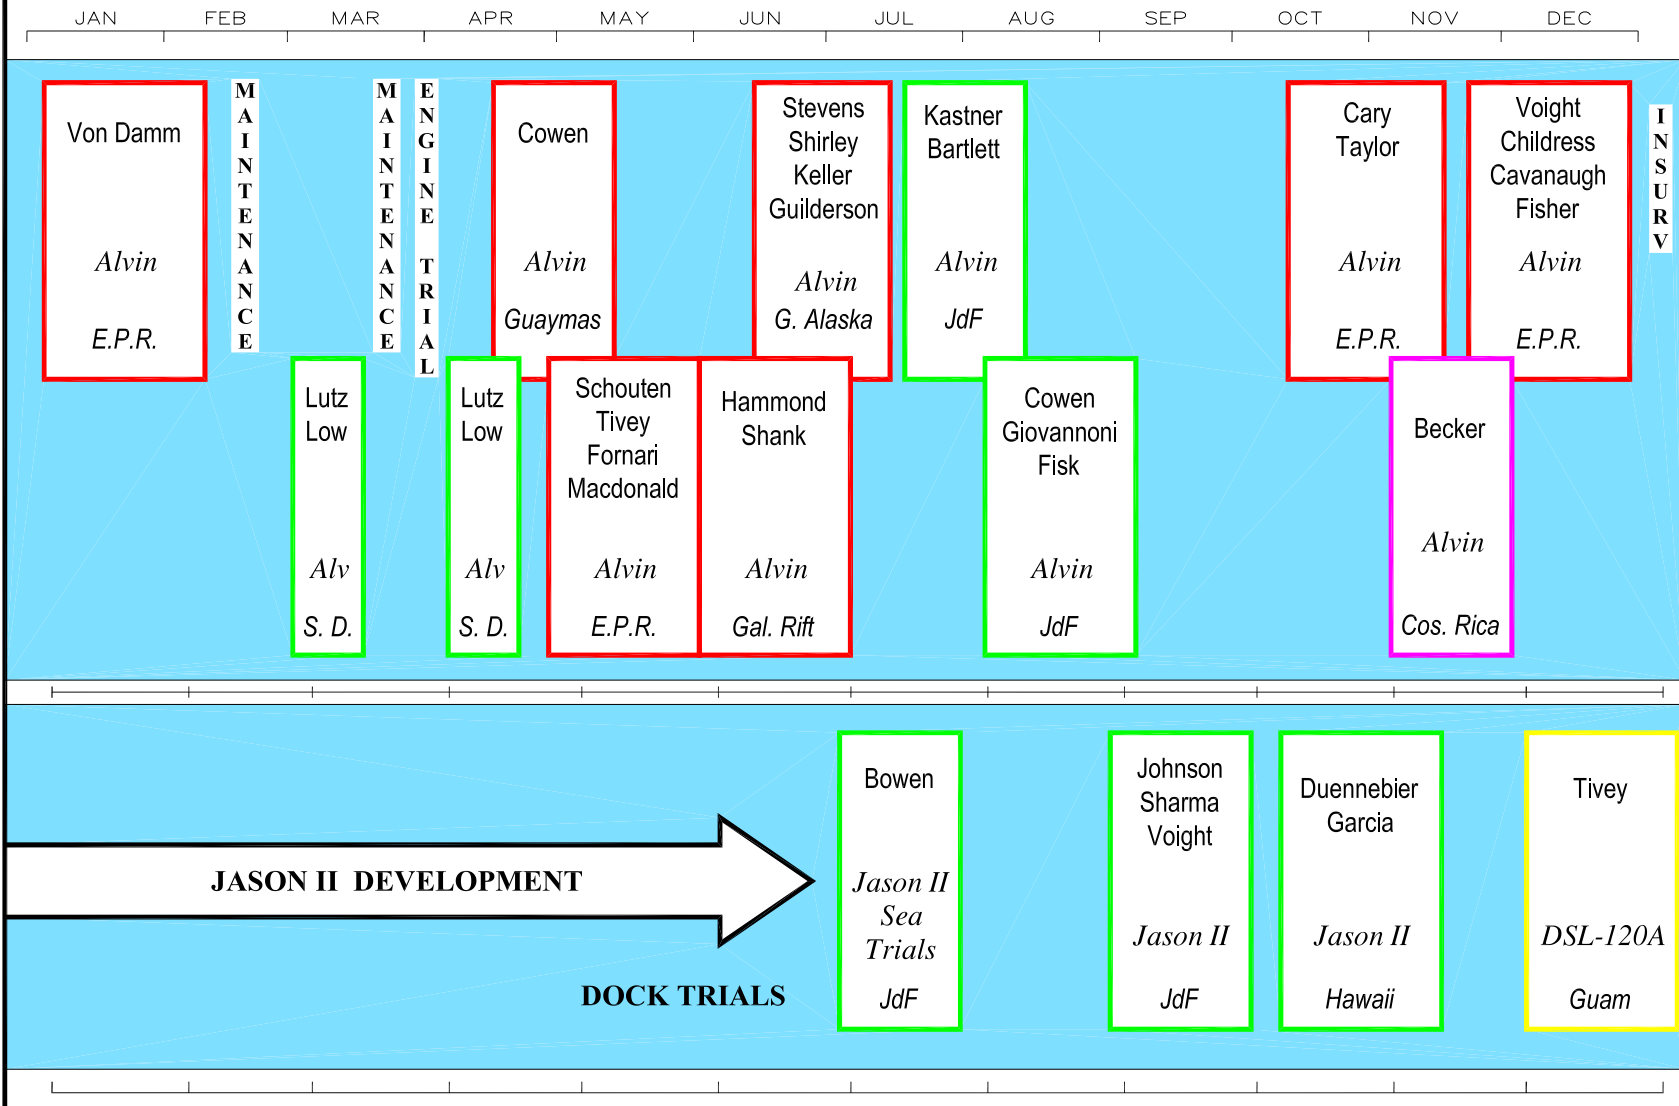 JAN FEB MAR APR MAY JUN JUL AUG SEP OCT NOV DEC
Von Damm
Alvin
E.P.R.
MAINTENANCE
MAINTENANCE
ENGINE TRIAL
Cowen
Alvin
Guaymas
Stevens
Shirley
Keller
Guilderson
Alvin
G. Alaska
Kastner
Bartlett
Alvin
JdF
Cary
Taylor
Alvin
E.P.R.
Voight
Childress
Cavanaugh
Fisher
Alvin
E.P.R.
INSURV
Lutz
Low
Alv
S. D.
Lutz
Low
Alv
S. D.
Schouten
Tivey
Fornari
Macdonald
Alvin
E.P.R.
Hammond
Shank
Alvin
Gal. Rift
Cowen
Giovannoni
Fisk
Alvin
JdF
Becker
Alvin
Cos. Rica
JASON II DEVELOPMENT
DOCK TRIALS
Bowen
Jason II
Sea
Trials
JdF
Johnson
Sharma
Voight
Jason II
JdF
Duennebier
Garcia
Jason II
Hawaii
Tivey
DSL-120A
Guam